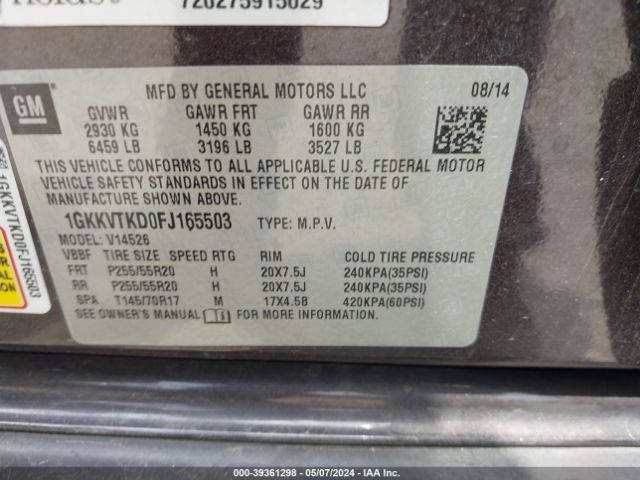 720275915029
GM
MFD BY GENERAL MOTORS LLC 08/14
GVWR GAWR FRT GAWR RR
2930 KG 1450 KG 1600 KG
6459 LB 3196 LB 3527 LB
THIS VEHICLE CONFORMS TO ALL APPLICABLE U.S. FEDERAL MOTOR
VEHICLE SAFETY STANDARDS IN EFFECT ON THE DATE OF
MANUFACTURE SHOWN ABOVE.
1GKKVTKD0FJ165503 TYPE: M.P.V.
MODEL: V14526
VBBF TIRE SIZE SPEED RTG RIM COLD TIRE PRESSURE
FRT P255/55R20 H 20X7.5J 240KPA(35PSI)
RR P255/55R20 H 20X7.5J 240KPA(35PSI)
SPA T145/70R17 M 17X4.5B 420KPA(60PSI)
SEE OWNER'S MANUAL FOR MORE INFORMATION
1GKKVTKD0FJ165503
000-39361298 - 05/07/2024 - IAA Inc.